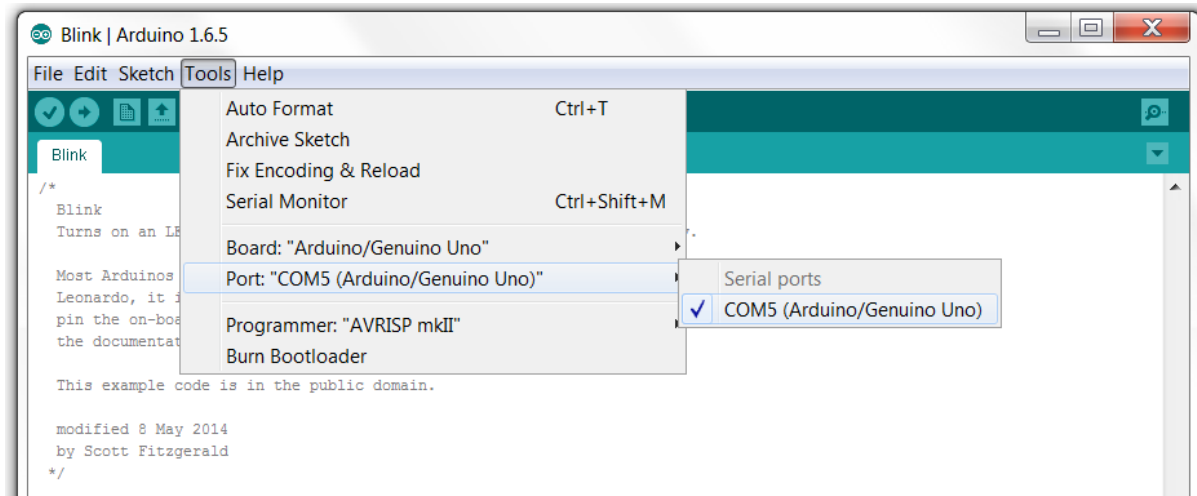 Blink | Arduino 1.6.5
File Edit Sketch Tools Help
Auto Format Ctrl+T
Archive Sketch
Fix Encoding & Reload
Serial Monitor Ctrl+Shift+M
Board: "Arduino/Genuino Uno"
Port: "COM5 (Arduino/Genuino Uno)"
Programmer: "AVRISP mkII"
Burn Bootloader
Serial ports
COM5 (Arduino/Genuino Uno)
Blink
/*
Blink
Turns on an
Most Arduinos
Leonardo, it
pin the on-
the
This example code is in the public domain.
modified 8 May 2014
by Scott Fitzgerald
*/